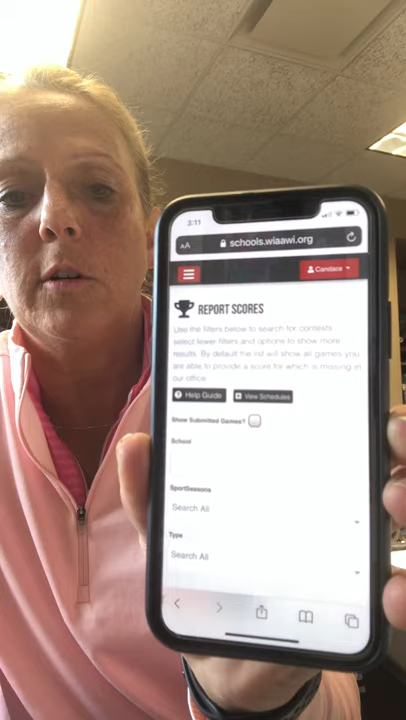 3:11
AA schools.wiaawi.org
Candace
REPORT SCORES
Use the filters below to search for contests
select fewer filters and options to show more
results. By default the list will show all games you
are able to provide a score for which is missing in
our office.
Help Guide View Schedules
Show Submitted Games?
School
SportSeasons
Search All
Type
Search All